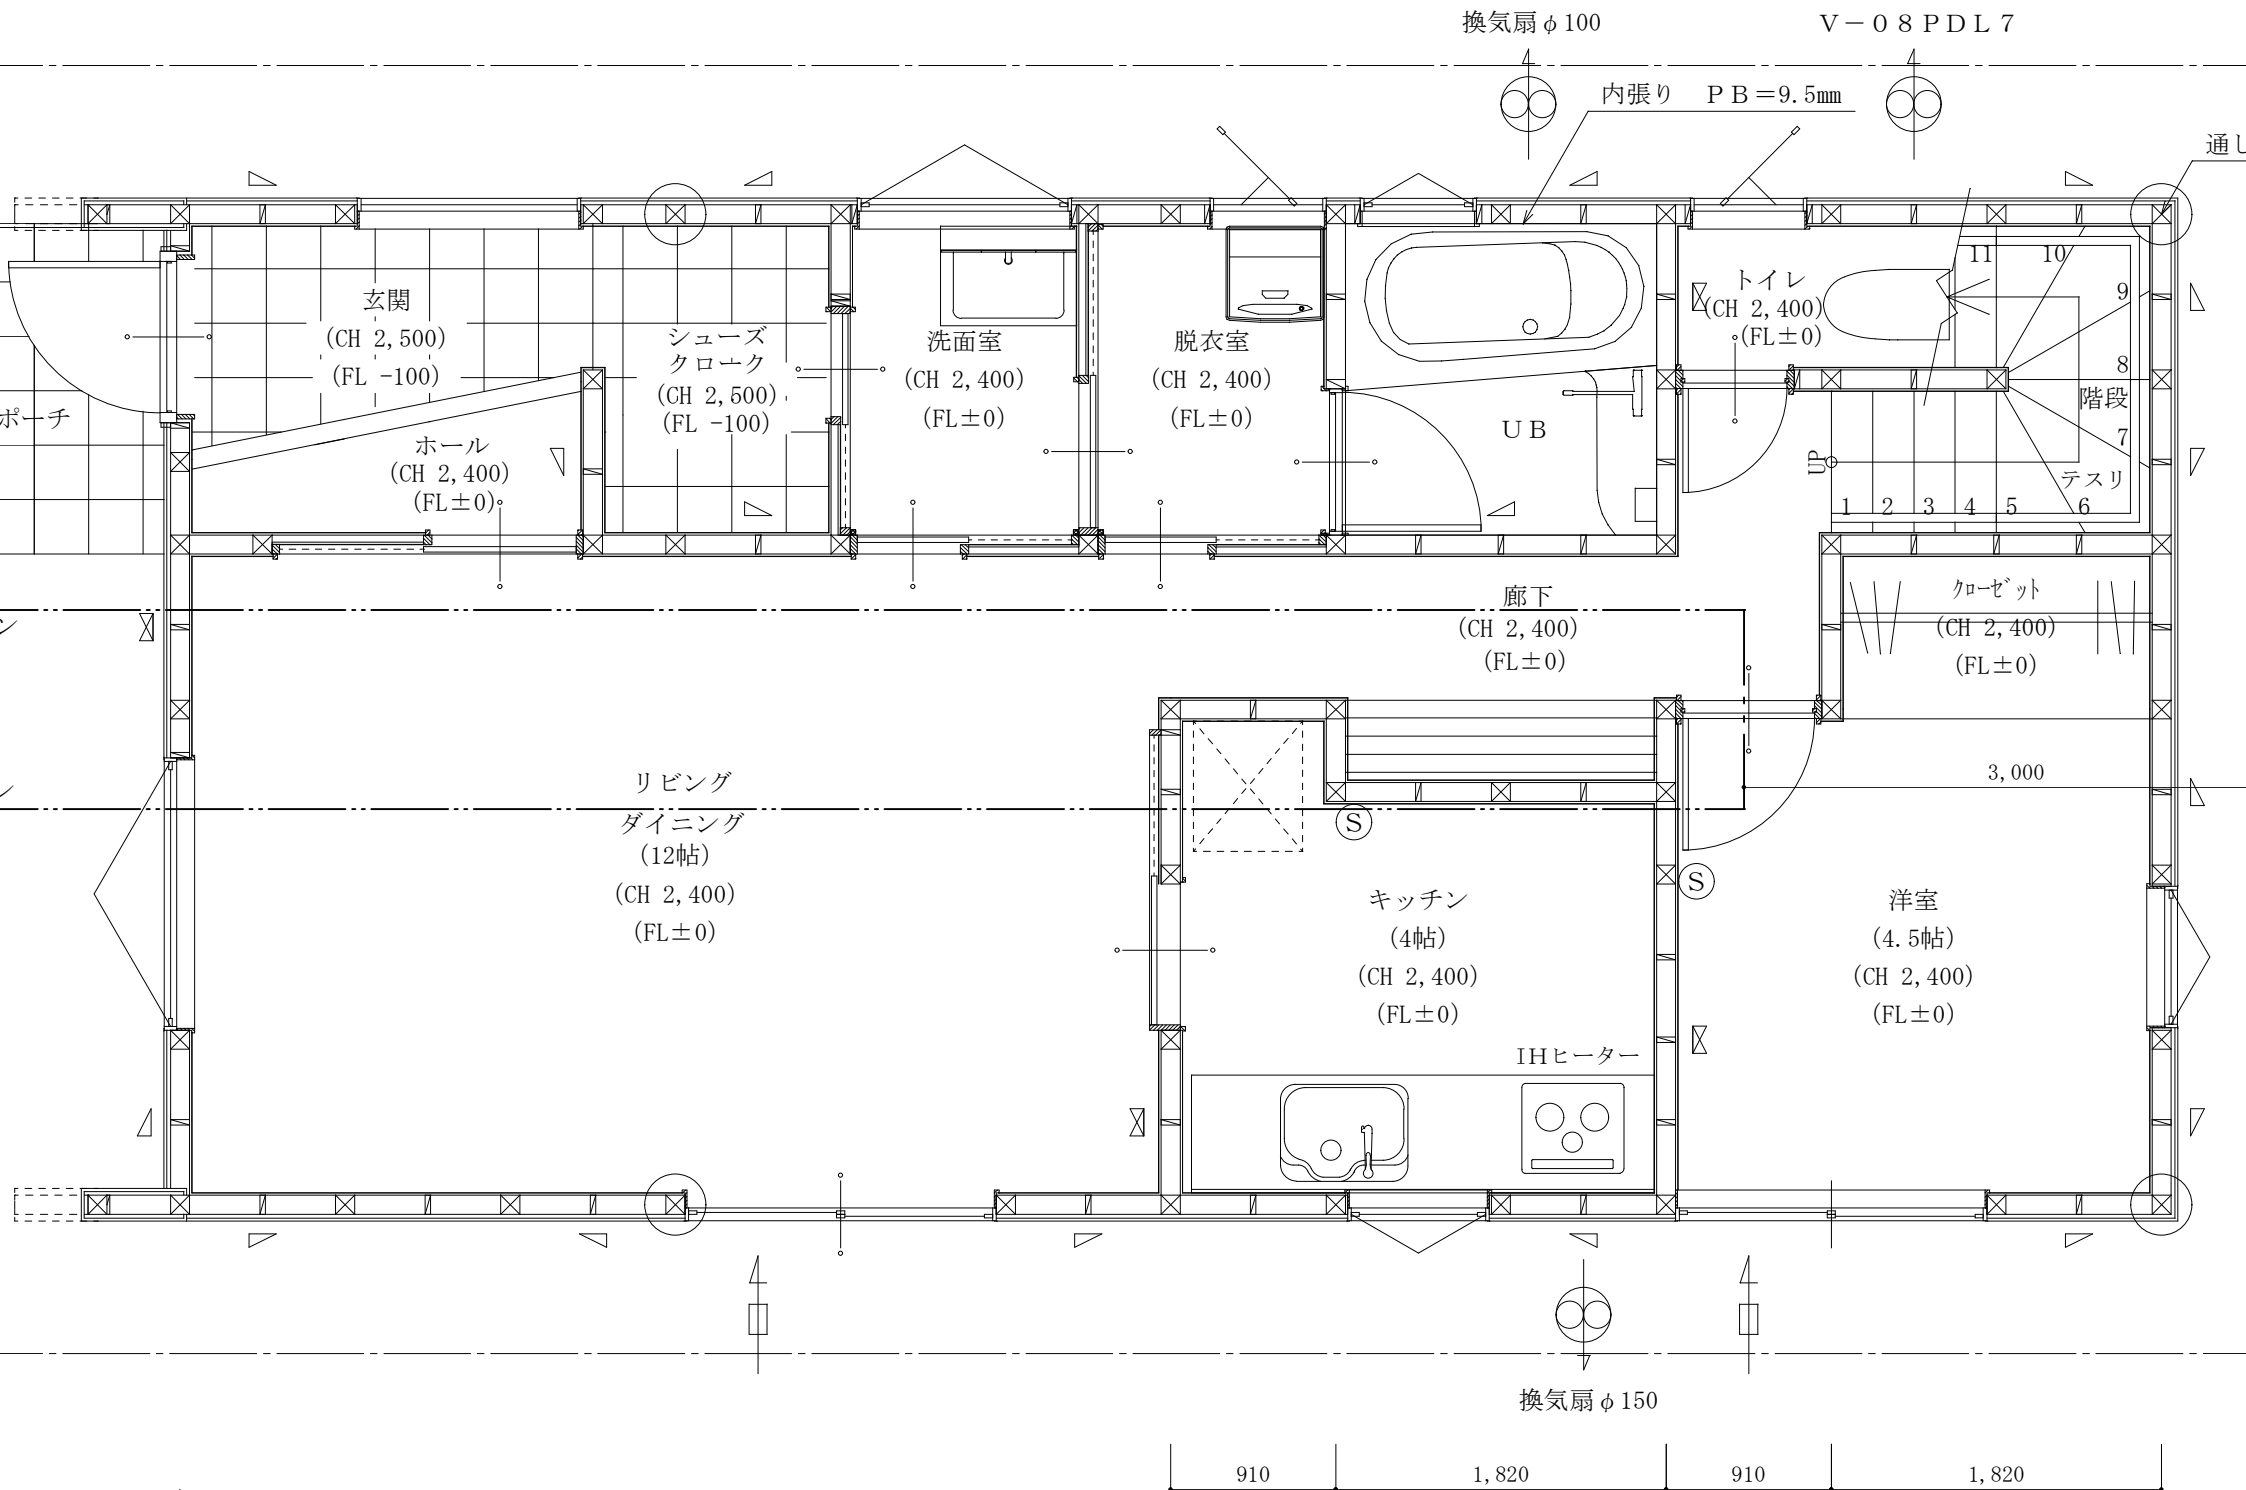 換気扇φ100
V－08PDL7
内張り　PB＝9.5mm
通し
玄関
(CH 2,500)
(FL -100)
シューズ
クローク
(CH 2,500)
(FL -100)
洗面室
(CH 2,400)
(FL±0)
脱衣室
(CH 2,400)
(FL±0)
UB
トイレ
(CH 2,400)
(FL±0)
11
10
9
8
階段
7
テスリ
UP
1 2 3 4 5 6
ポーチ
ホール
(CH 2,400)
(FL±0)
廊下
(CH 2,400)
(FL±0)
クローゼット
(CH 2,400)
(FL±0)
ン
3,000
リビング
ダイニング
(12帖)
(CH 2,400)
(FL±0)
S
S
キッチン
(4帖)
(CH 2,400)
(FL±0)
洋室
(4.5帖)
(CH 2,400)
(FL±0)
IHヒーター
換気扇φ150
910 1,820 910 1,820